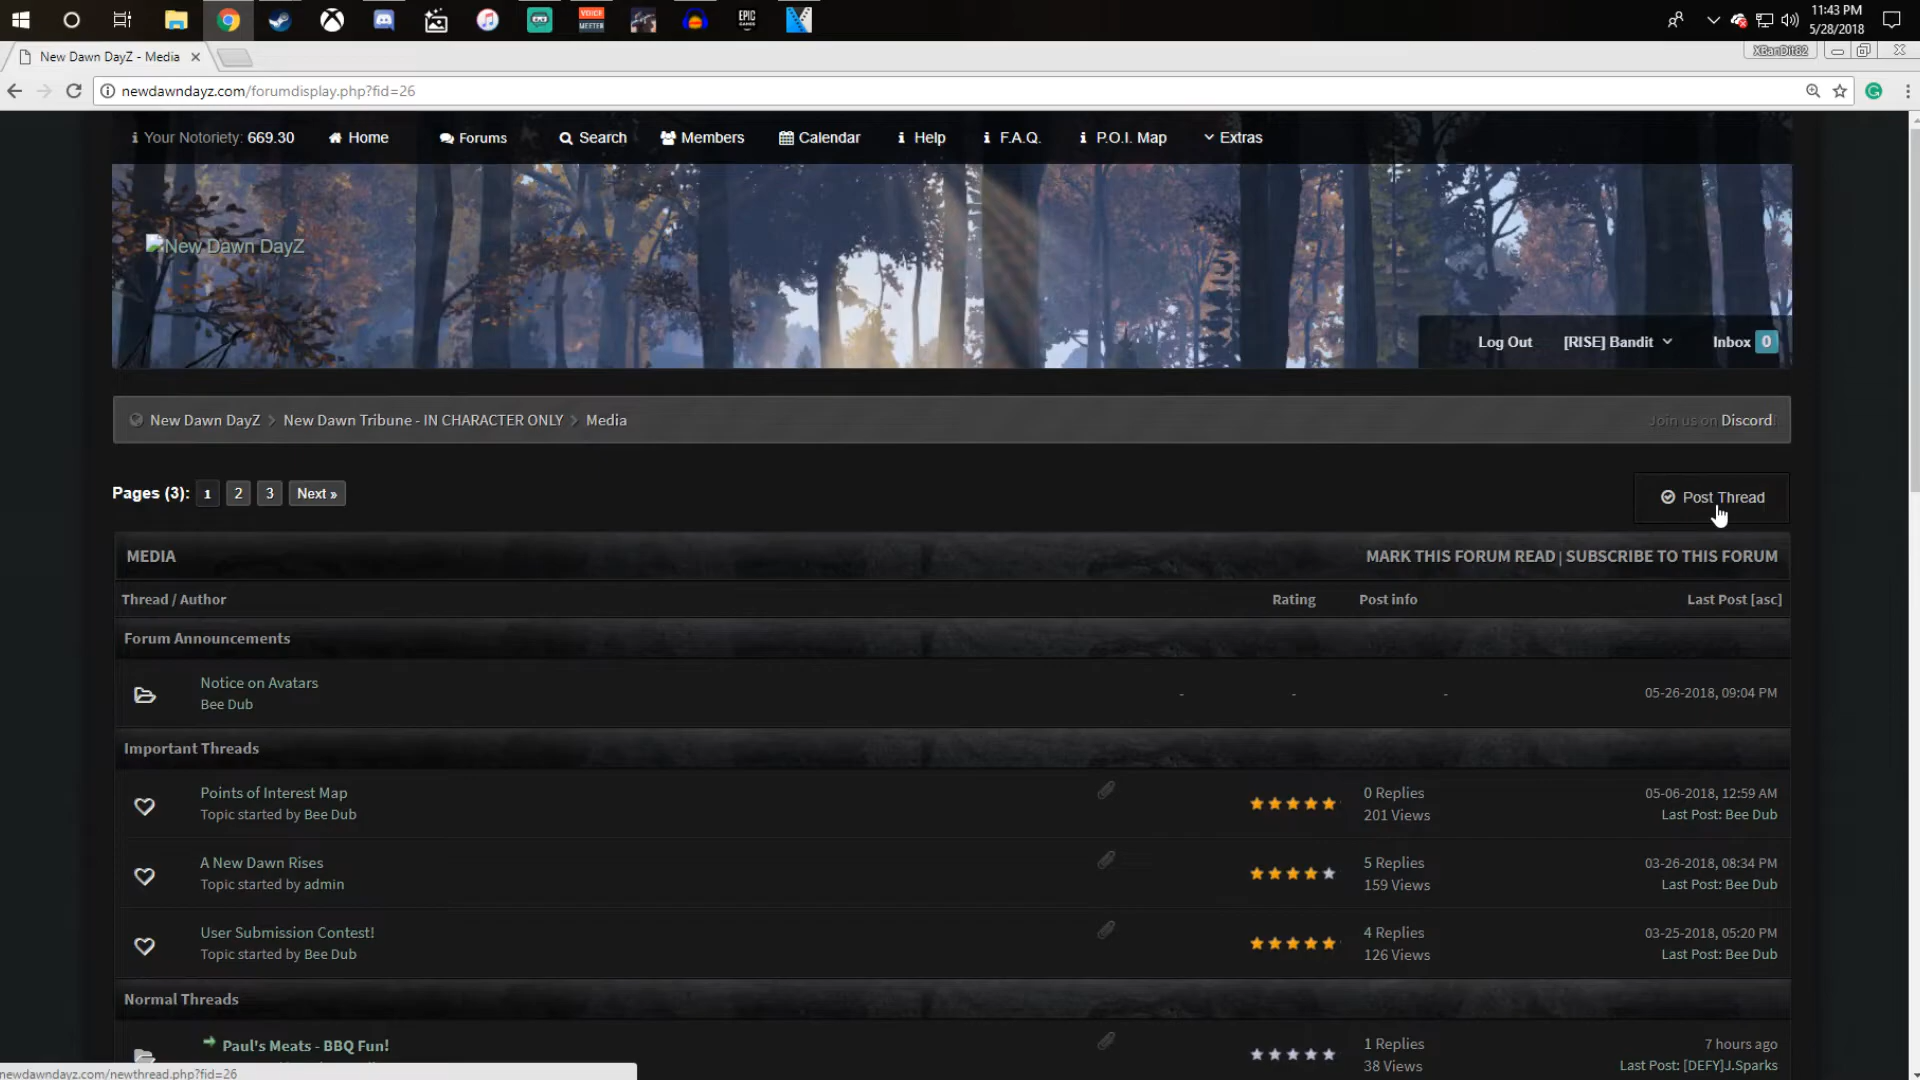 VOICE
MEETER
EPIC
GAMES
11:43 PM
5/28/2018
New Dawn DayZ - Media
XBanDit62
newdawndayz.com/forumdisplay.php?fid=26
Your Notoriety: 669.30 Home Forums Search Members Calendar Help F.A.Q. P.O.I. Map Extras
New Dawn DayZ
Log Out [RISE] Bandit Inbox 0
New Dawn DayZ New Dawn Tribune - IN CHARACTER ONLY Media Join us on Discord!
Pages (3): 1 2 3 Next » Post Thread
MEDIA MARK THIS FORUM READ | SUBSCRIBE TO THIS FORUM
Thread / Author Rating Post info Last Post [asc]
Forum Announcements
Notice on Avatars
Bee Dub - - - 05-26-2018, 09:04 PM
Important Threads
Points of Interest Map 0 Replies 05-06-2018, 12:59 AM
Topic started by Bee Dub 201 Views Last Post: Bee Dub
A New Dawn Rises 5 Replies 03-26-2018, 08:34 PM
Topic started by admin 159 Views Last Post: Bee Dub
User Submission Contest! 4 Replies 03-25-2018, 05:20 PM
Topic started by Bee Dub 126 Views Last Post: Bee Dub
Normal Threads
Paul's Meats - BBQ Fun! 1 Replies 7 hours ago
38 Views Last Post: [DEFY]J.Sparks
newdawndayz.com/newthread.php?fid=26